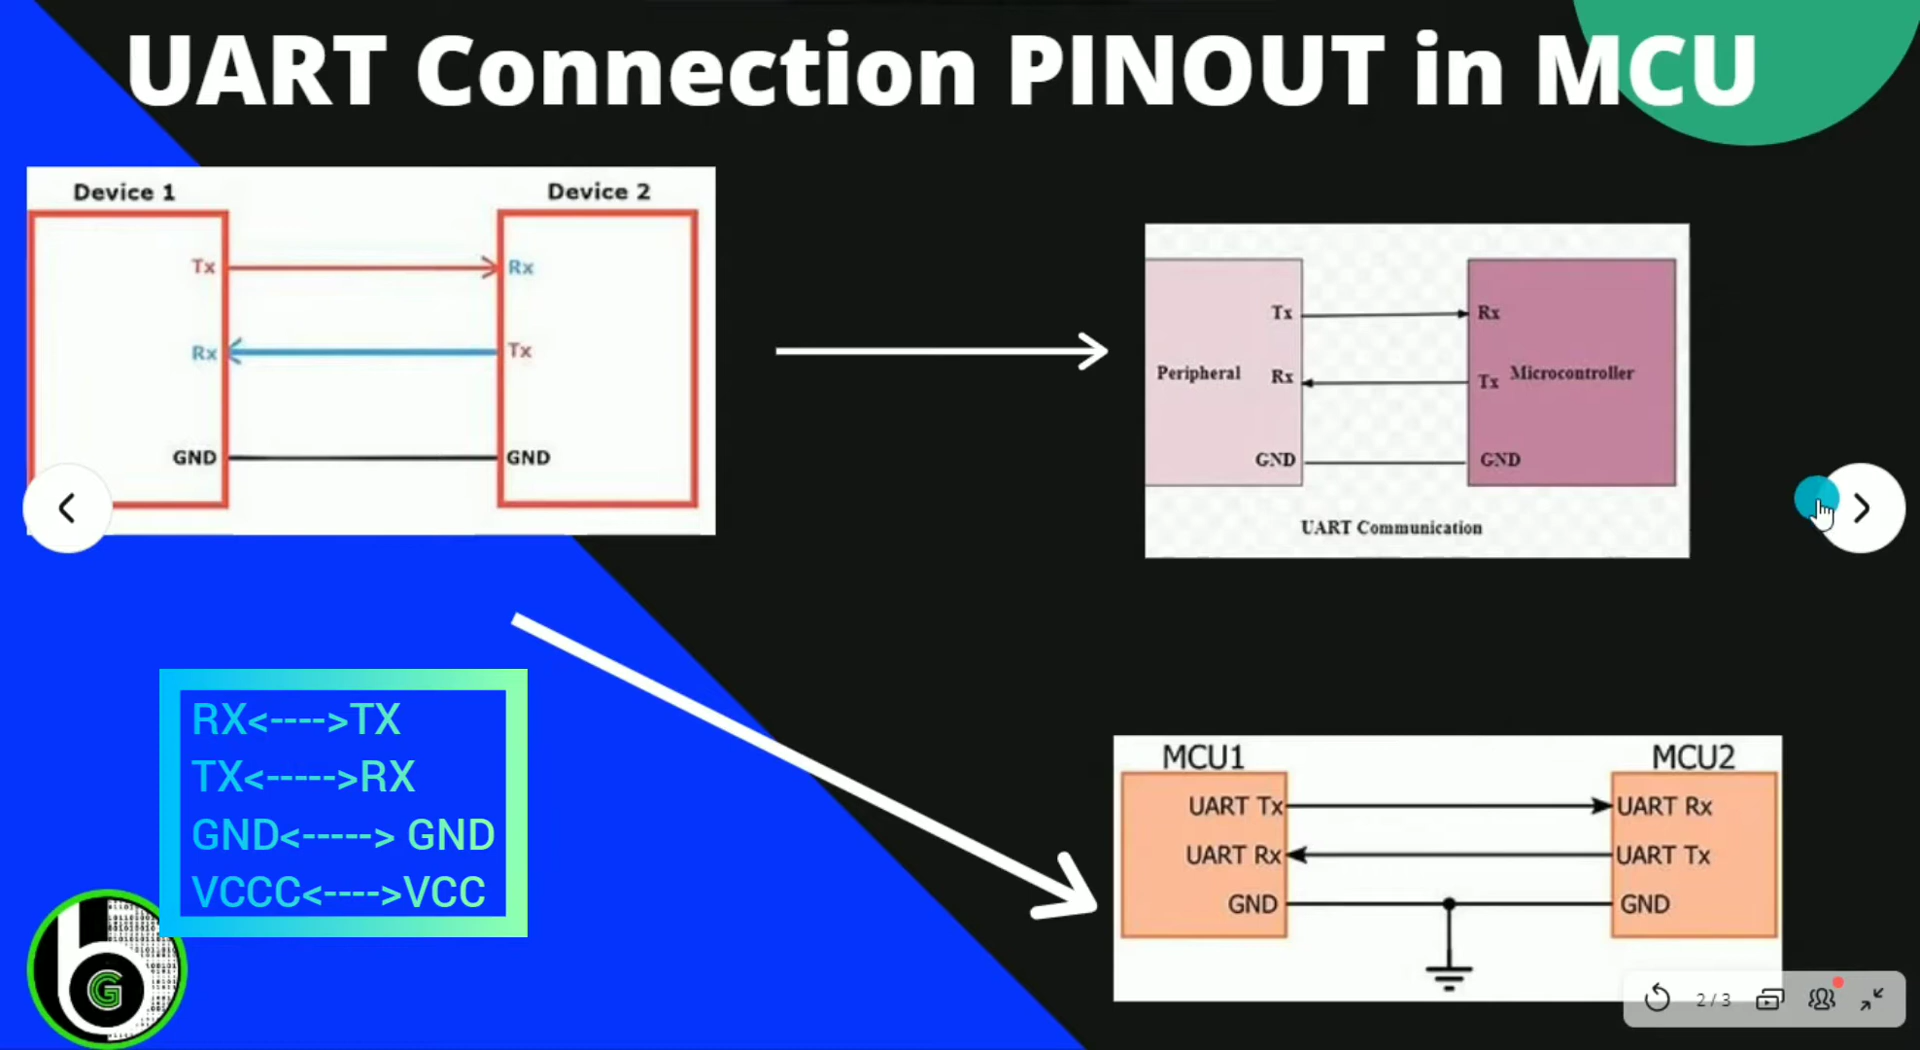 UART Connection PINOUT in MCU
Device 1
Device 2
Tx
Rx
Rx
Tx
GND
GND
Tx
Rx
Peripheral
Rx
Tx
Microcontroller
GND
GND
UART Communication
RX<---->TX
TX<----->RX
GND<-----> GND
VCCC<---->VCC
MCU1
MCU2
UART Tx
UART Rx
UART Rx
UART Tx
GND
GND
b
G
2 / 3